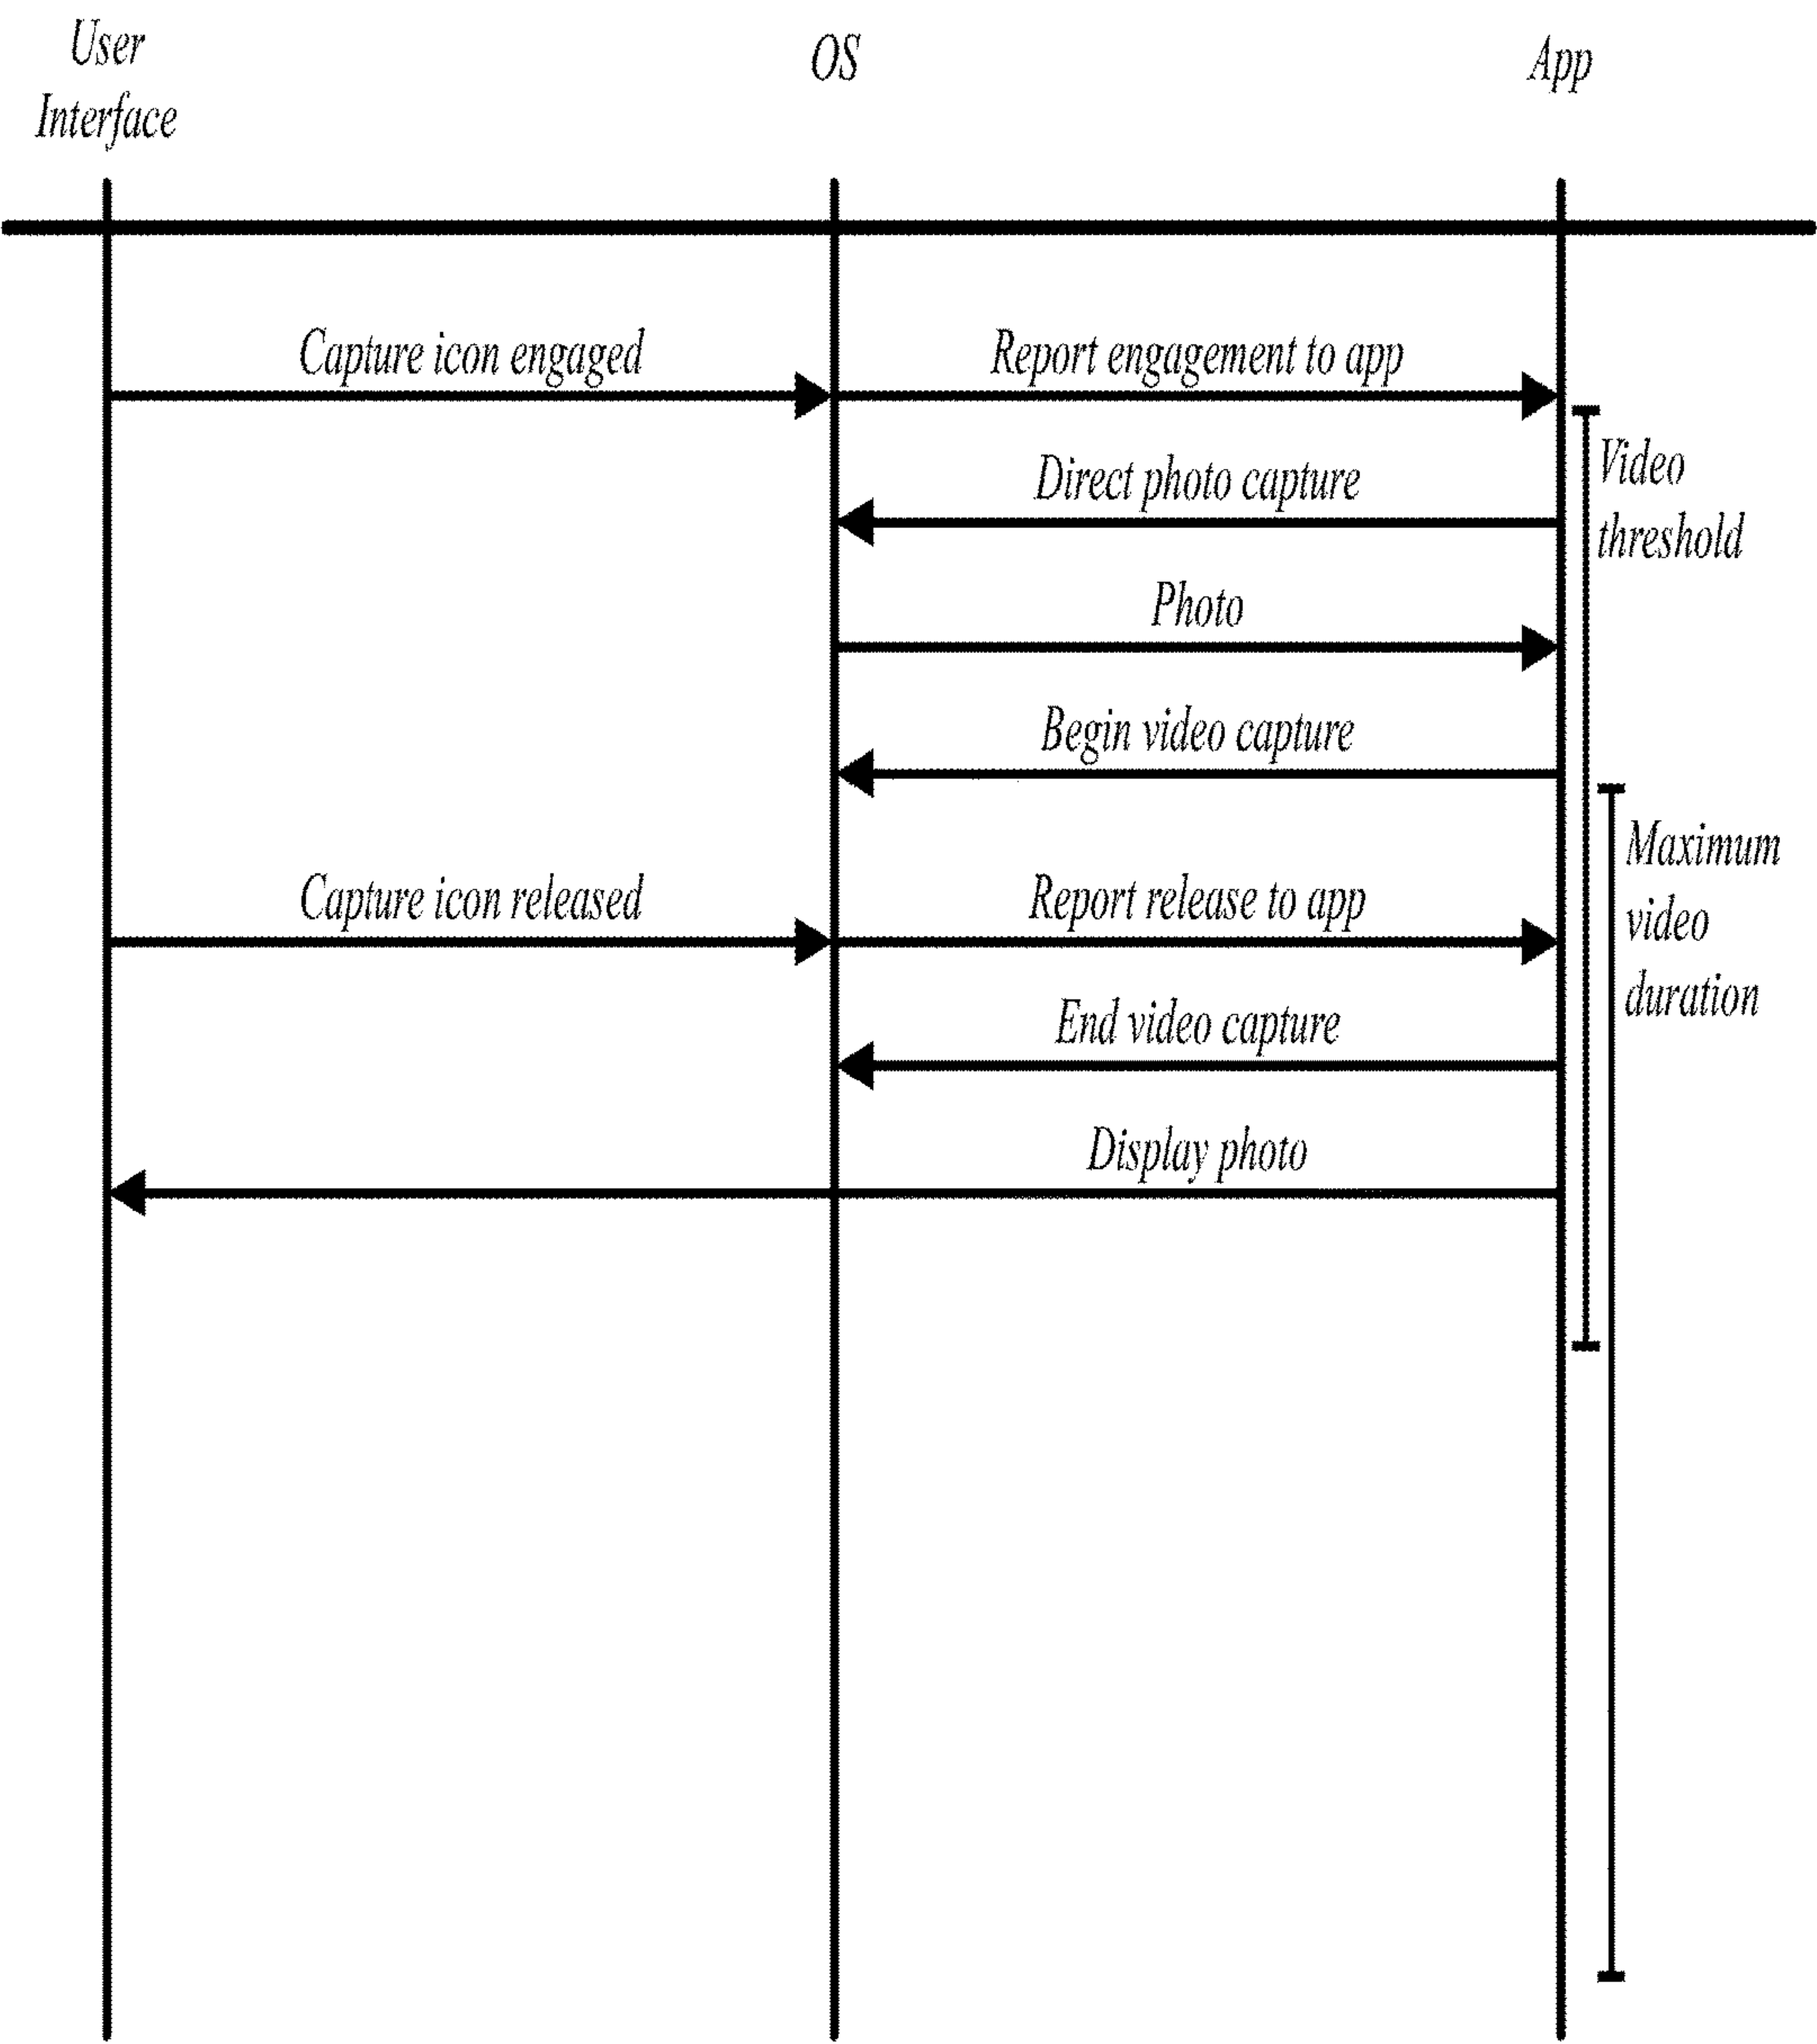 User
Interface
OS
App
Capture icon engaged
Report engagement to app
Direct photo capture
Video
threshold
Photo
Begin video capture
Maximum
video
duration
Capture icon released
Report release to app
End video capture
Display photo